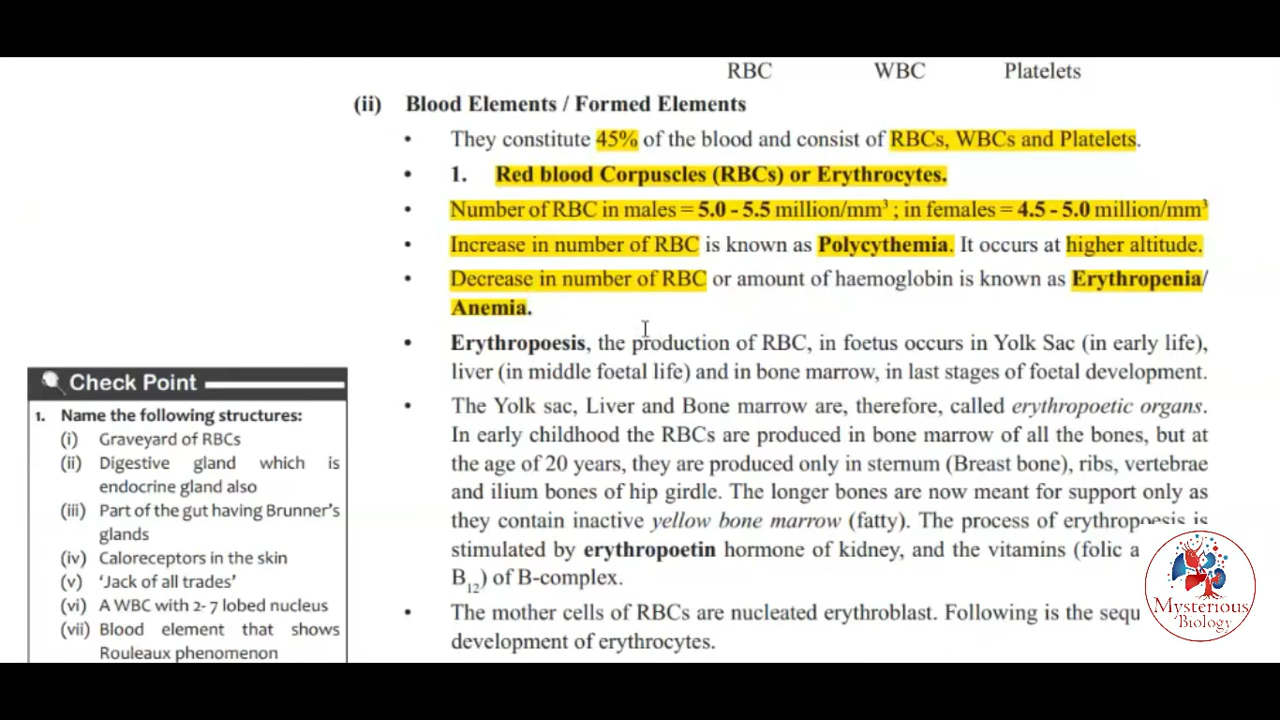 RBC WBC Platelets
(ii) Blood Elements / Formed Elements
• They constitute 45% of the blood and consist of RBCs, WBCs and Platelets.
• 1. Red blood Corpuscles (RBCs) or Erythrocytes.
• Number of RBC in males = 5.0 - 5.5 million/mm³ ; in females = 4.5 - 5.0 million/mm³
• Increase in number of RBC is known as Polycythemia. It occurs at higher altitude.
• Decrease in number of RBC or amount of haemoglobin is known as Erythropenia/
Anemia.
• Erythropoesis, the production of RBC, in foetus occurs in Yolk Sac (in early life),
liver (in middle foetal life) and in bone marrow, in last stages of foetal development.
• The Yolk sac, Liver and Bone marrow are, therefore, called erythropoetic organs.
In early childhood the RBCs are produced in bone marrow of all the bones, but at
the age of 20 years, they are produced only in sternum (Breast bone), ribs, vertebrae
and ilium bones of hip girdle. The longer bones are now meant for support only as
they contain inactive yellow bone marrow (fatty). The process of erythropoesis is
stimulated by erythropoetin hormone of kidney, and the vitamins (folic a
B₁₂) of B-complex.
• The mother cells of RBCs are nucleated erythroblast. Following is the sequ
development of erythrocytes.
Check Point
1. Name the following structures:
(i) Graveyard of RBCs
(ii) Digestive gland which is
endocrine gland also
(iii) Part of the gut having Brunner's
glands
(iv) Caloreceptors in the skin
(v) 'Jack of all trades'
(vi) A WBC with 2- 7 lobed nucleus
(vii) Blood element that shows
Rouleaux phenomenon
Mysterious
Biology